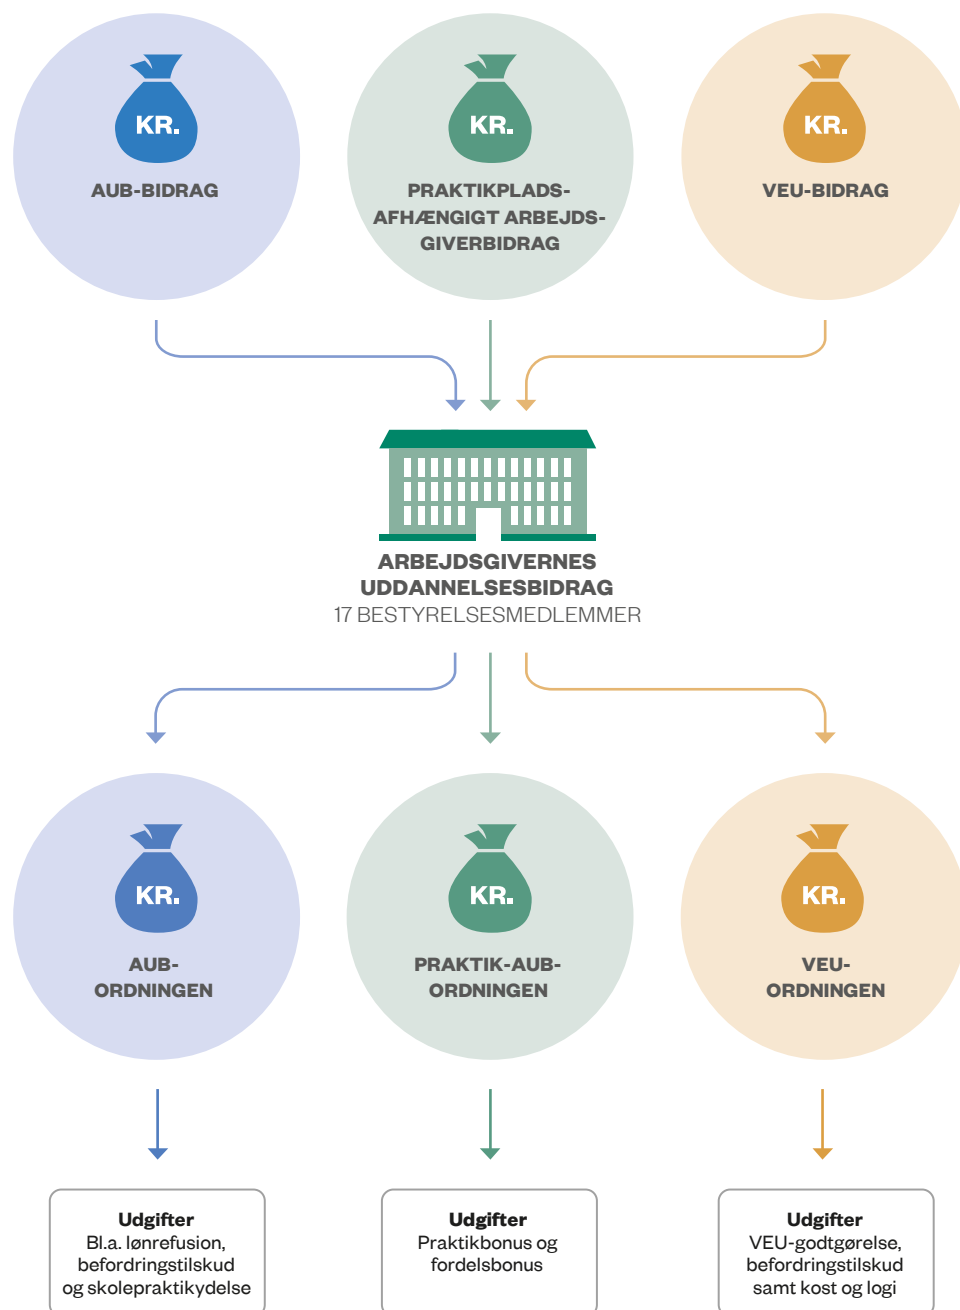 KR.
AUB-BIDRAG
KR.
PRAKTIKPLADS-
AFHÆNGIGT ARBEJDS-
GIVERBIDRAG
KR.
VEU-BIDRAG
ARBEJDSGIVERNES
UDDANNELSESBIDRAG
17 BESTYRELSESMEDLEMMER
KR.
AUB-
ORDNINGEN
KR.
PRAKTIK-AUB-
ORDNINGEN
KR.
VEU-
ORDNINGEN
Udgifter
Bl.a. lønrefusion,
befordringstilskud
og skolepraktikydelse
Udgifter
Praktikbonus og
fordelsbonus
Udgifter
VEU-godtgørelse,
befordringstilskud
samt kost og logi